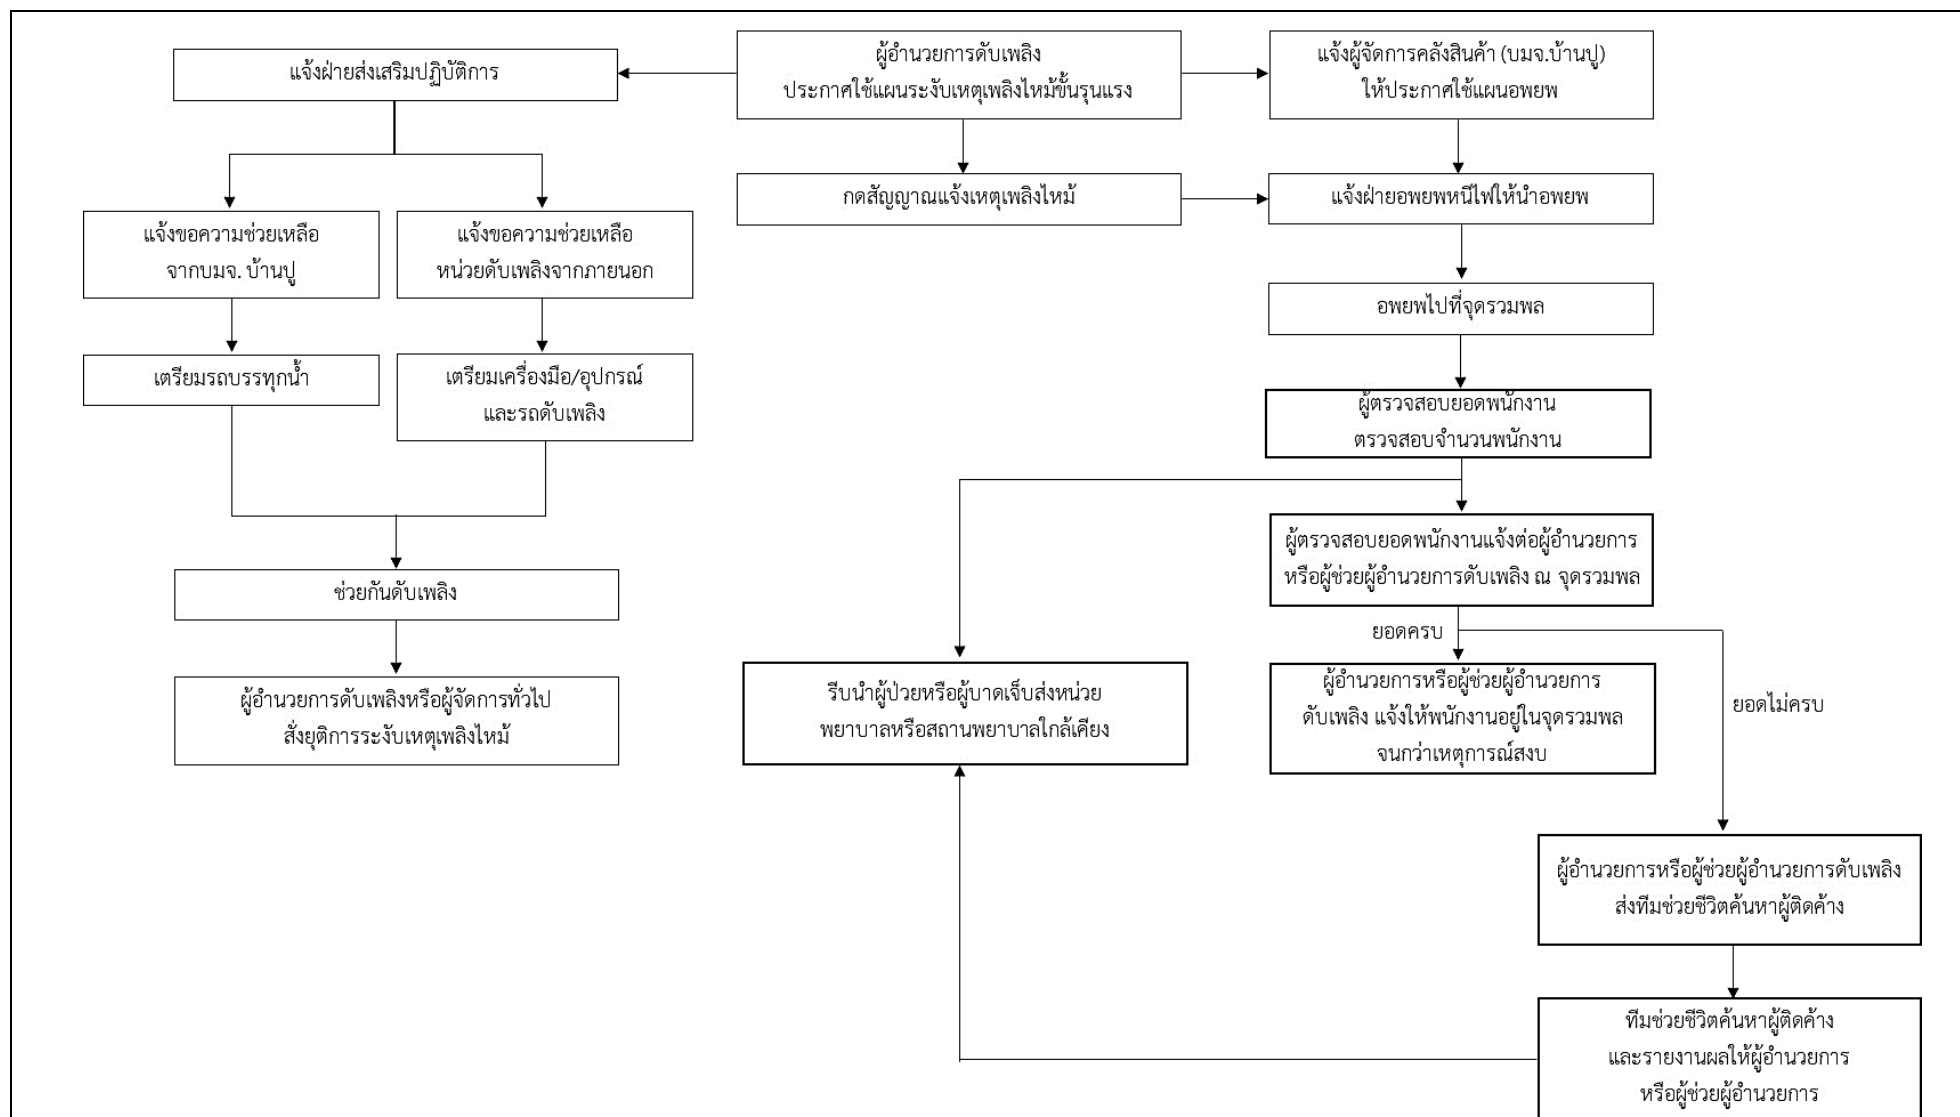 แจ้งฝ่ายส่งเสริมปฏิบัติการ
ผู้อำนวยการดับเพลิง
ประกาศใช้แผนระงับเหตุเพลิงไหม้ขั้นรุนแรง
แจ้งผู้จัดการคลังสินค้า (บมจ.บ้านปู)
ให้ประกาศใช้แผนอพยพ
กดสัญญาณแจ้งเหตุเพลิงไหม้
แจ้งฝ่ายอพยพหนีไฟให้นำอพยพ
แจ้งขอความช่วยเหลือ
จากบมจ. บ้านปู
แจ้งขอความช่วยเหลือ
หน่วยดับเพลิงจากภายนอก
อพยพไปที่จุดรวมพล
เตรียมรถบรรทุกน้ำ
เตรียมเครื่องมือ/อุปกรณ์
และรถดับเพลิง
ผู้ตรวจสอบยอดพนักงาน
ตรวจสอบจำนวนพนักงาน
ผู้ตรวจสอบยอดพนักงานแจ้งต่อผู้อำนวยการ
หรือผู้ช่วยผู้อำนวยการดับเพลิง ณ จุดรวมพล
ช่วยกันดับเพลิง
ยอดครบ
ผู้อำนวยการดับเพลิงหรือผู้จัดการทั่วไป
สั่งยุติการระงับเหตุเพลิงไหม้
รีบนำผู้ป่วยหรือผู้บาดเจ็บส่งหน่วย
พยาบาลหรือสถานพยาบาลใกล้เคียง
ผู้อำนวยการหรือผู้ช่วยผู้อำนวยการ
ดับเพลิง แจ้งให้พนักงานอยู่ในจุดรวมพล
จนกว่าเหตุการณ์สงบ
ยอดไม่ครบ
ผู้อำนวยการหรือผู้ช่วยผู้อำนวยการดับเพลิง
ส่งทีมช่วยชีวิตค้นหาผู้ติดค้าง
ทีมช่วยชีวิตค้นหาผู้ติดค้าง
และรายงานผลให้ผู้อำนวยการ
หรือผู้ช่วยผู้อำนวยการ